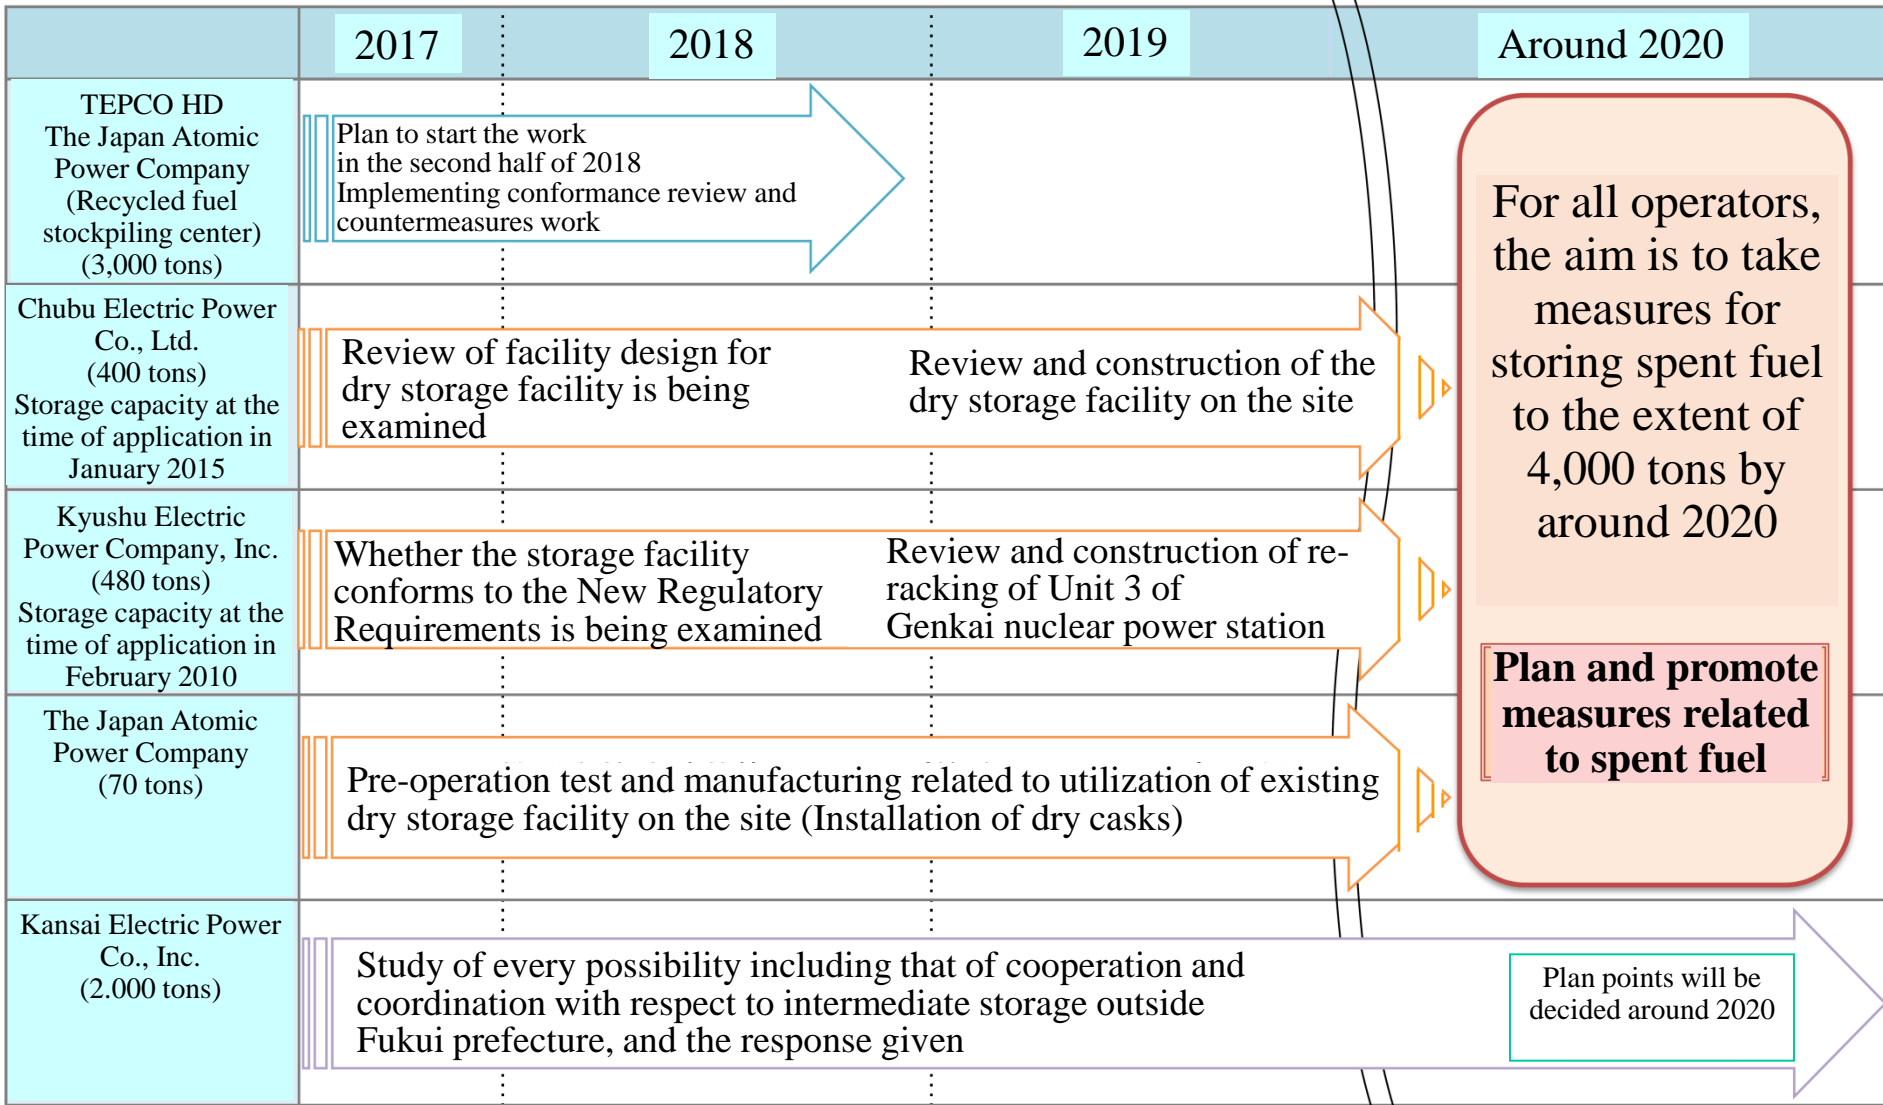 2017
2018
2019
Around 2020
TEPCO HD
The Japan Atomic
Power Company
(Recycled fuel
stockpiling center)
(3,000 tons)
Plan to start the work
in the second half of 2018
Implementing conformance review and
countermeasures work
Chubu Electric Power
Co., Ltd.
(400 tons)
Storage capacity at the
time of application in
January 2015
Review of facility design for
dry storage facility is being
examined
Review and construction of the
dry storage facility on the site
Kyushu Electric
Power Company, Inc.
(480 tons)
Storage capacity at the
time of application in
February 2010
Whether the storage facility
conforms to the New Regulatory
Requirements is being examined
Review and construction of re-
racking of Unit 3 of
Genkai nuclear power station
The Japan Atomic
Power Company
(70 tons)
Pre-operation test and manufacturing related to utilization of existing
dry storage facility on the site (Installation of dry casks)
Kansai Electric Power
Co., Inc.
(2.000 tons)
Study of every possibility including that of cooperation and
coordination with respect to intermediate storage outside
Fukui prefecture, and the response given
Plan points will be
decided around 2020
For all operators,
the aim is to take
measures for
storing spent fuel
to the extent of
4,000 tons by
around 2020
Plan and promote
measures related
to spent fuel